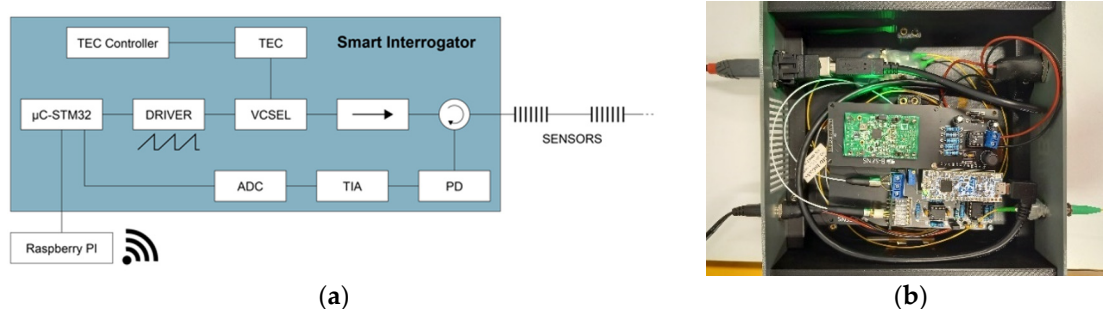 TEC Controller
TEC
Smart Interrogator
µC-STM32
DRIVER
VCSEL
SENSORS
ADC
TIA
PD
Raspberry PI
(a)
(b)